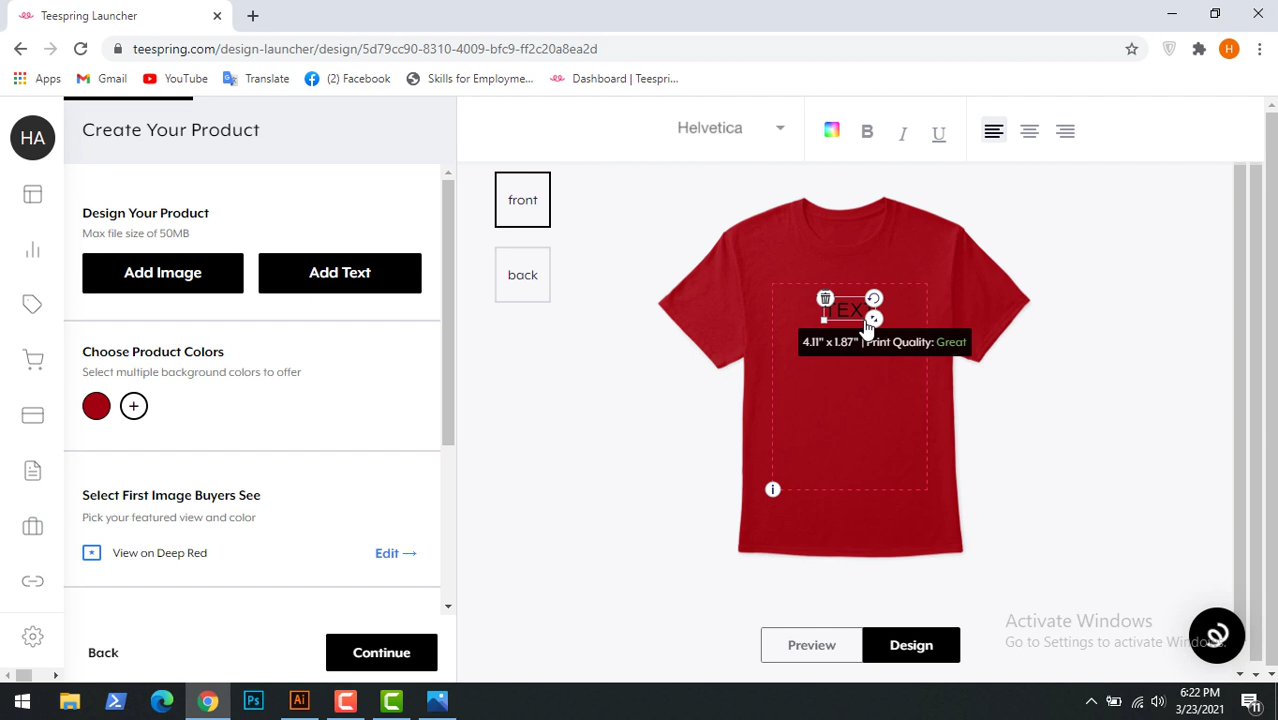 Teespring Launcher
teespring.com/design-launcher/design/5d79cc90-8310-4009-bfc9-ff2c20a8ea2d
H
Apps
Gmail
YouTube
Translate
(2) Facebook
Skills for Employme...
Dashboard | Teespri...
HA
Create Your Product
Helvetica
B
I
U
Design Your Product
Max file size of 50MB
Add Image
Add Text
front
back
TEX
4.11" x 1.87" | Print Quality: Great
Choose Product Colors
Select multiple background colors to offer
Select First Image Buyers See
Pick your featured view and color
View on Deep Red
Edit →
i
Back
Continue
Preview
Design
Activate Windows
Go to Settings to activate Windows.
Ps
Ai
C
C
6:22 PM
3/23/2021
11